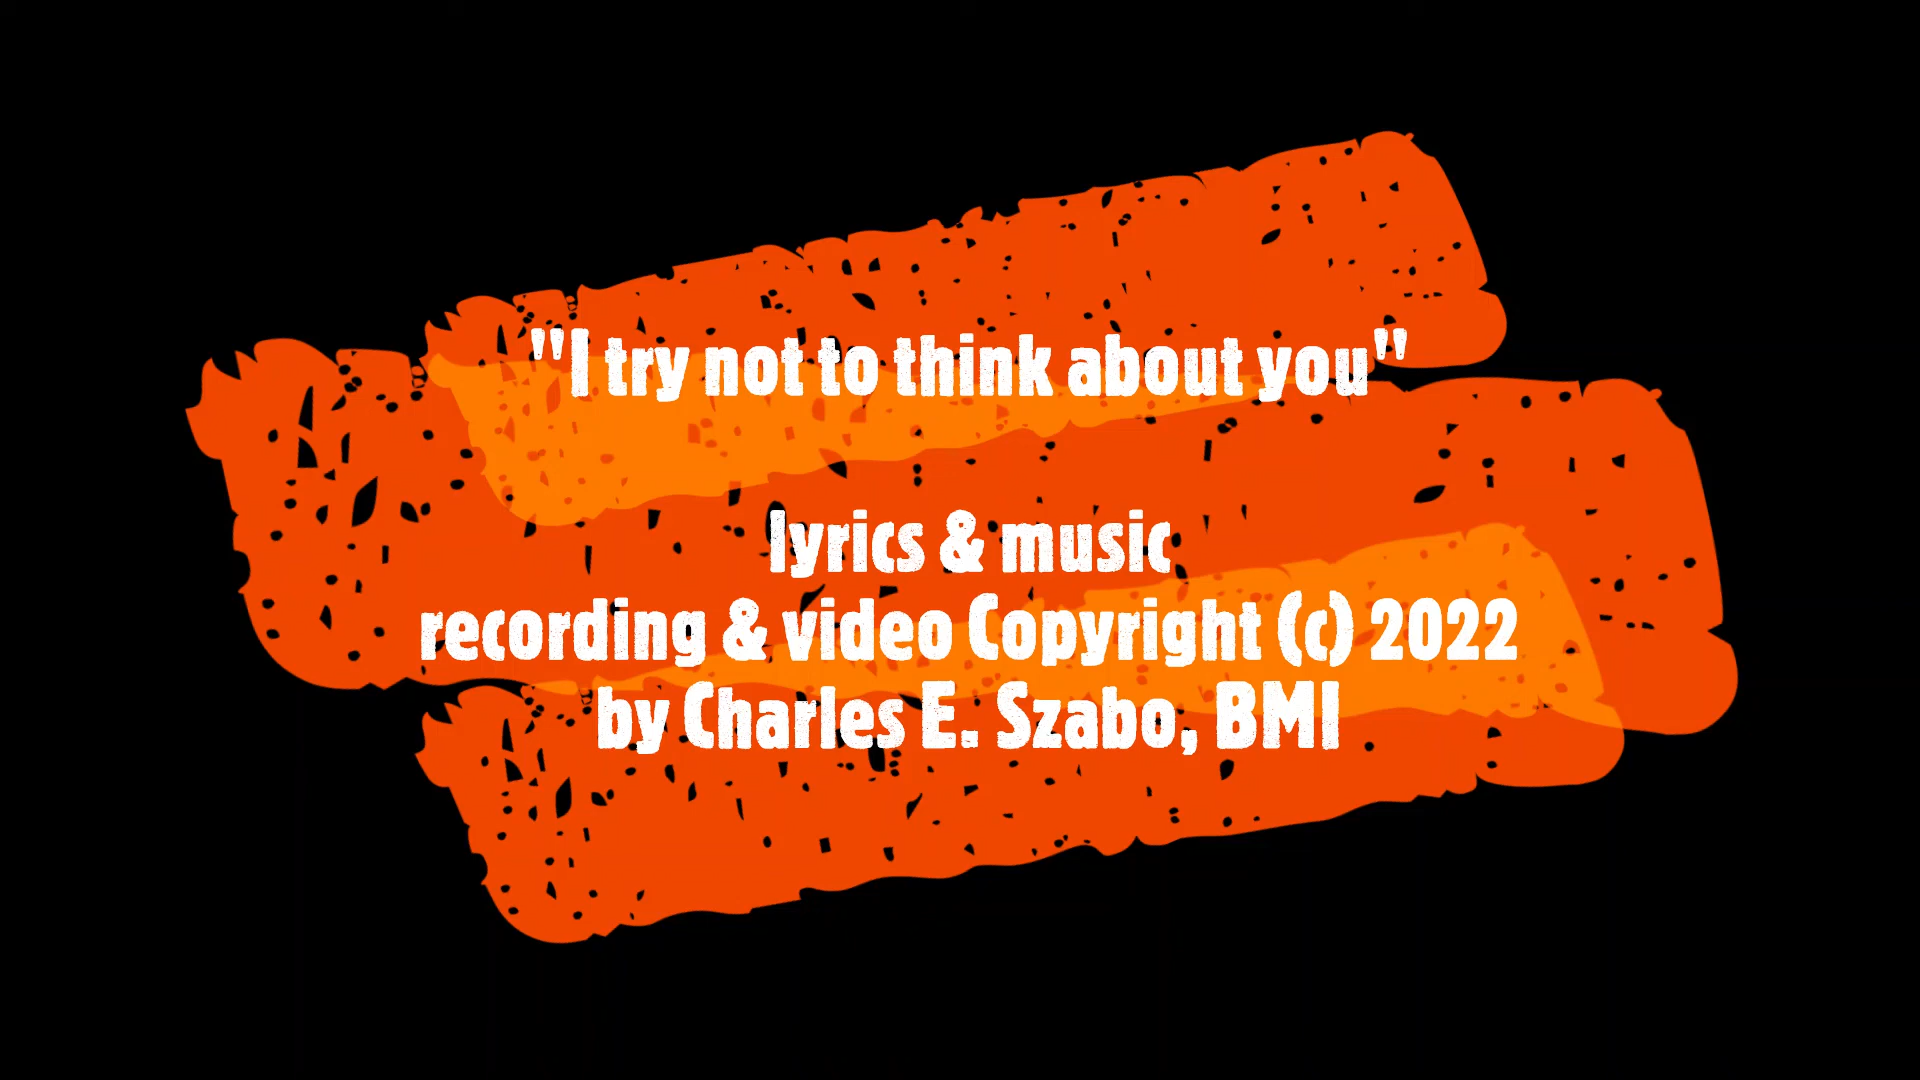 "I try not to think about you"
lyrics & music
recording & video Copyright (c) 2022
by Charles E. Szabo, BMI